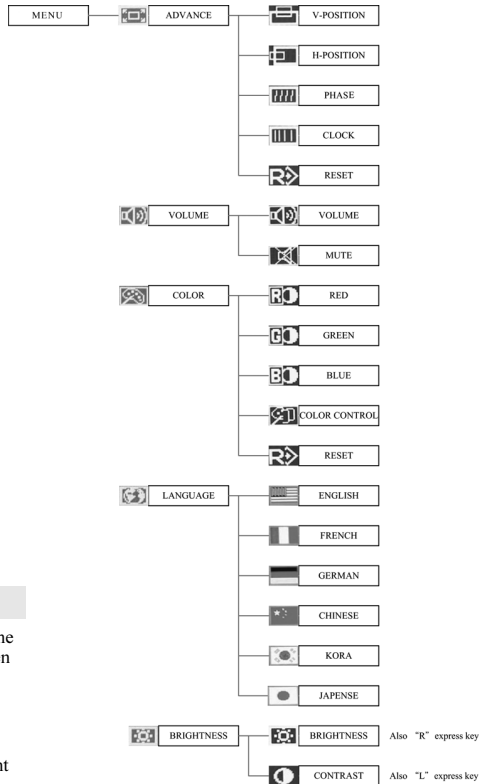 MENU ADVANCE V-POSITION
H-POSITION
PHASE
CLOCK
RESET
VOLUME VOLUME
MUTE
COLOR RED
GREEN
BLUE
COLOR CONTROL
RESET
LANGUAGE ENGLISH
FRENCH
GERMAN
CHINESE
KORA
JAPENSE
BRIGHTNESS BRIGHTNESS Also “R” express key
CONTRAST Also “L” express key